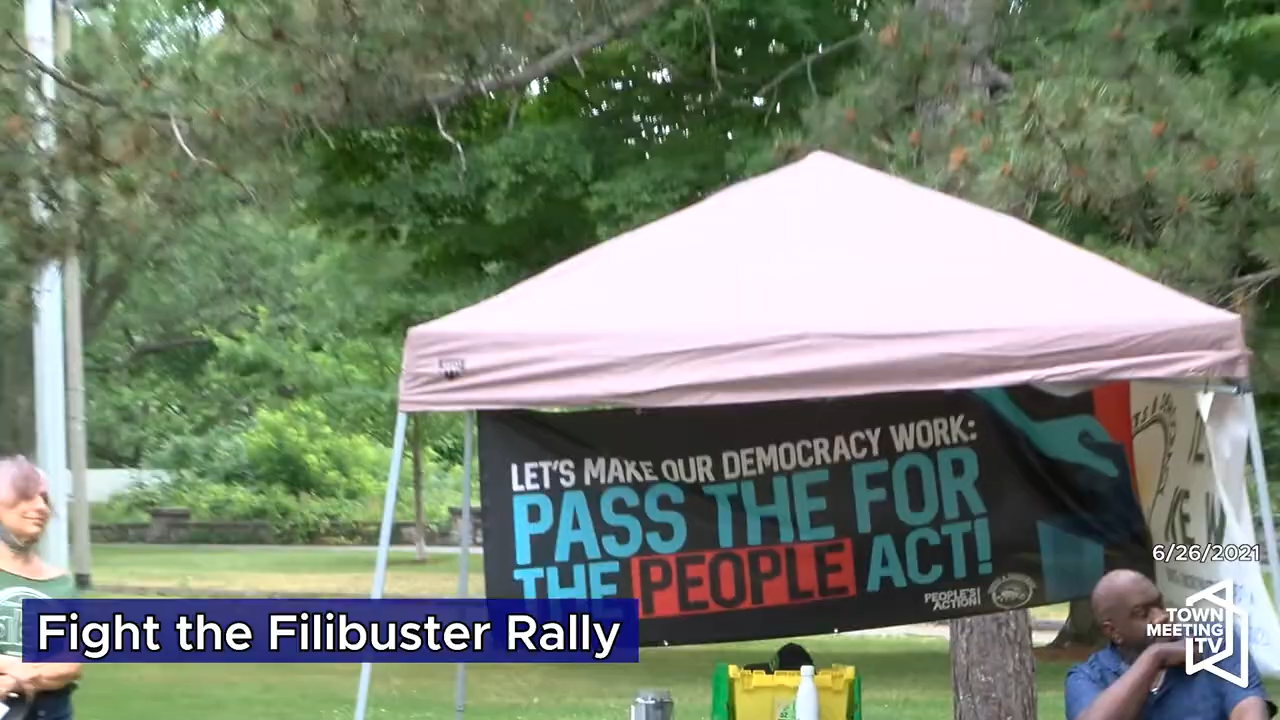 LET'S MAKE OUR DEMOCRACY WORK:
PASS THE FOR
THE PEOPLE ACT!
PEOPLE'S
ACTION
6/26/2021
TOWN
MEETING
TV
Fight the Filibuster Rally